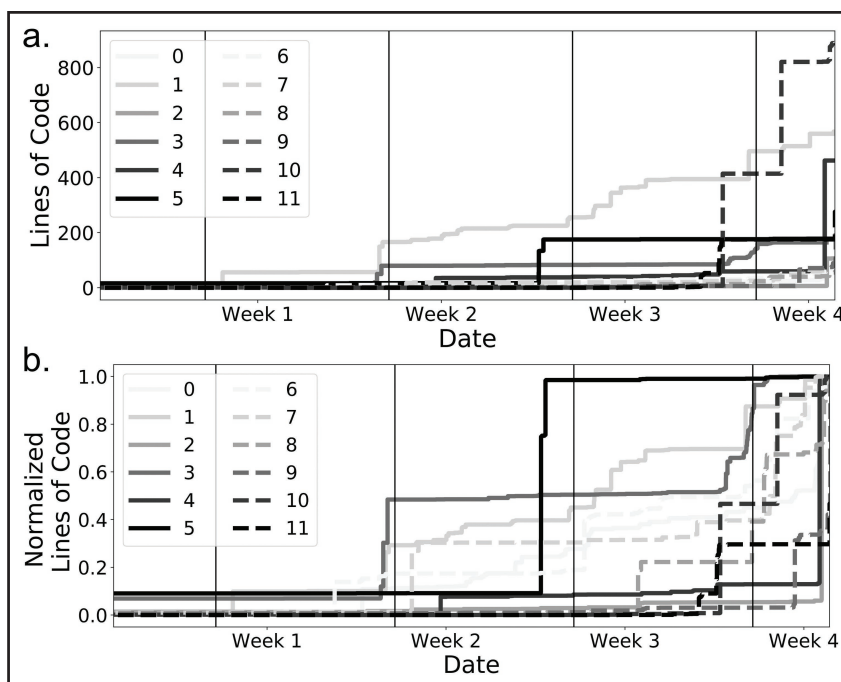 a.
800
600
400
200
0
Lines of Code
0 6
1 7
2 8
3 9
4 10
5 11
Week 1 Week 2 Week 3 Week 4
Date
b.
1.0
0.8
0.6
0.4
0.2
0.0
Normalized
Lines of Code
0 6
1 7
2 8
3 9
4 10
5 11
Week 1 Week 2 Week 3 Week 4
Date